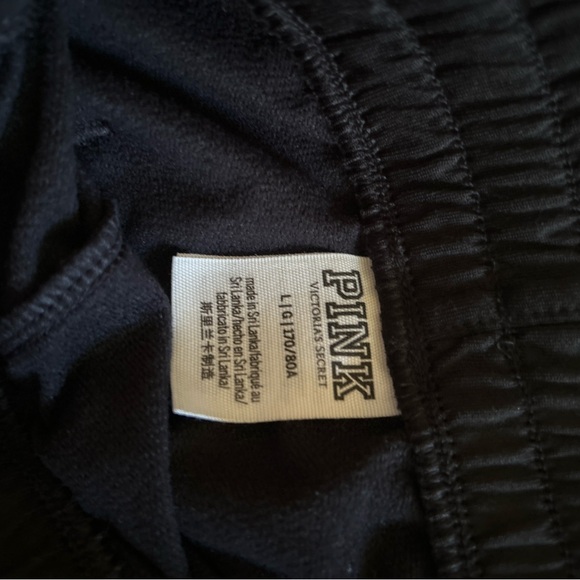 PINK
VICTORIA'S SECRET
L | G | 170/80A
made in Sri Lanka/fabriqué au
Sri Lanka/hecho en Sri Lanka/
fabbricato in Sri Lanka/
斯里兰卡制造